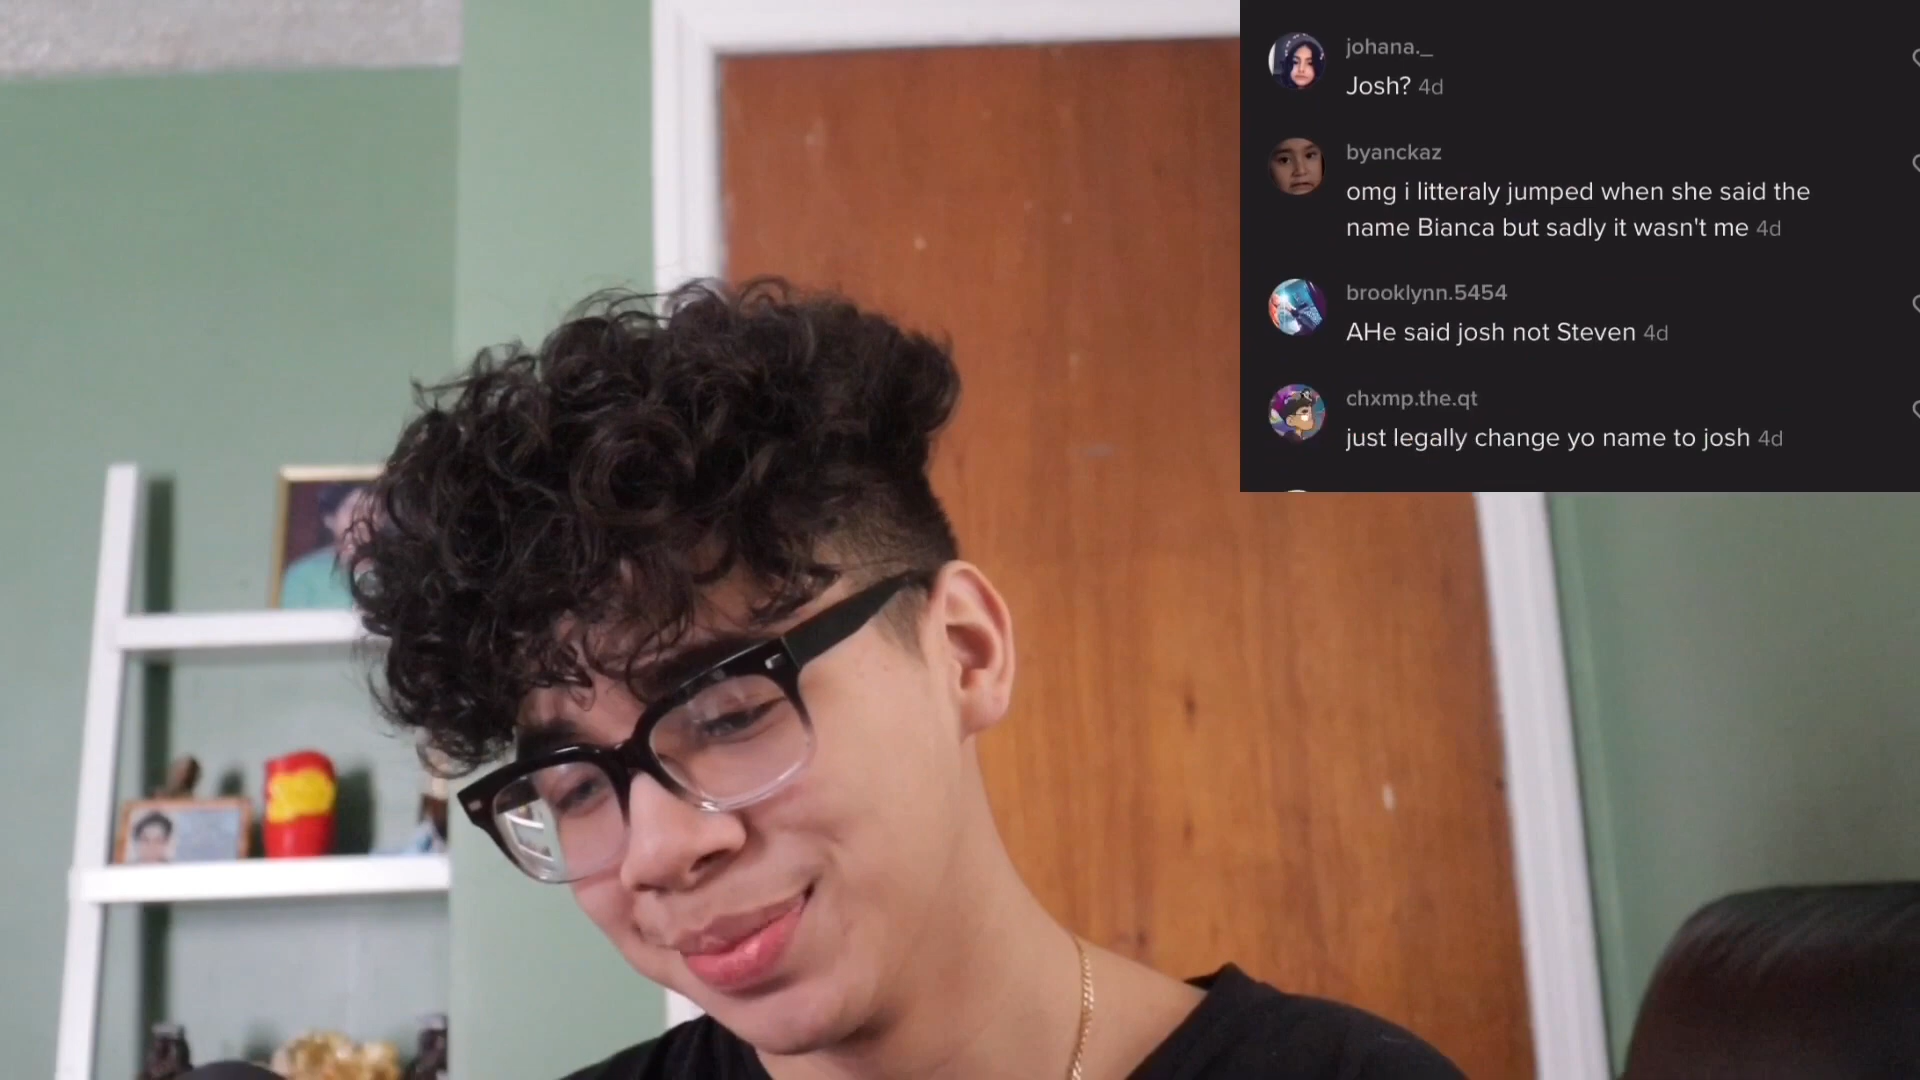 johana._
Josh? 4d
byanckaz
omg i litteraly jumped when she said the
name Bianca but sadly it wasn't me 4d
brooklynn.5454
AHe said josh not Steven 4d
chxmp.the.qt
just legally change yo name to josh 4d